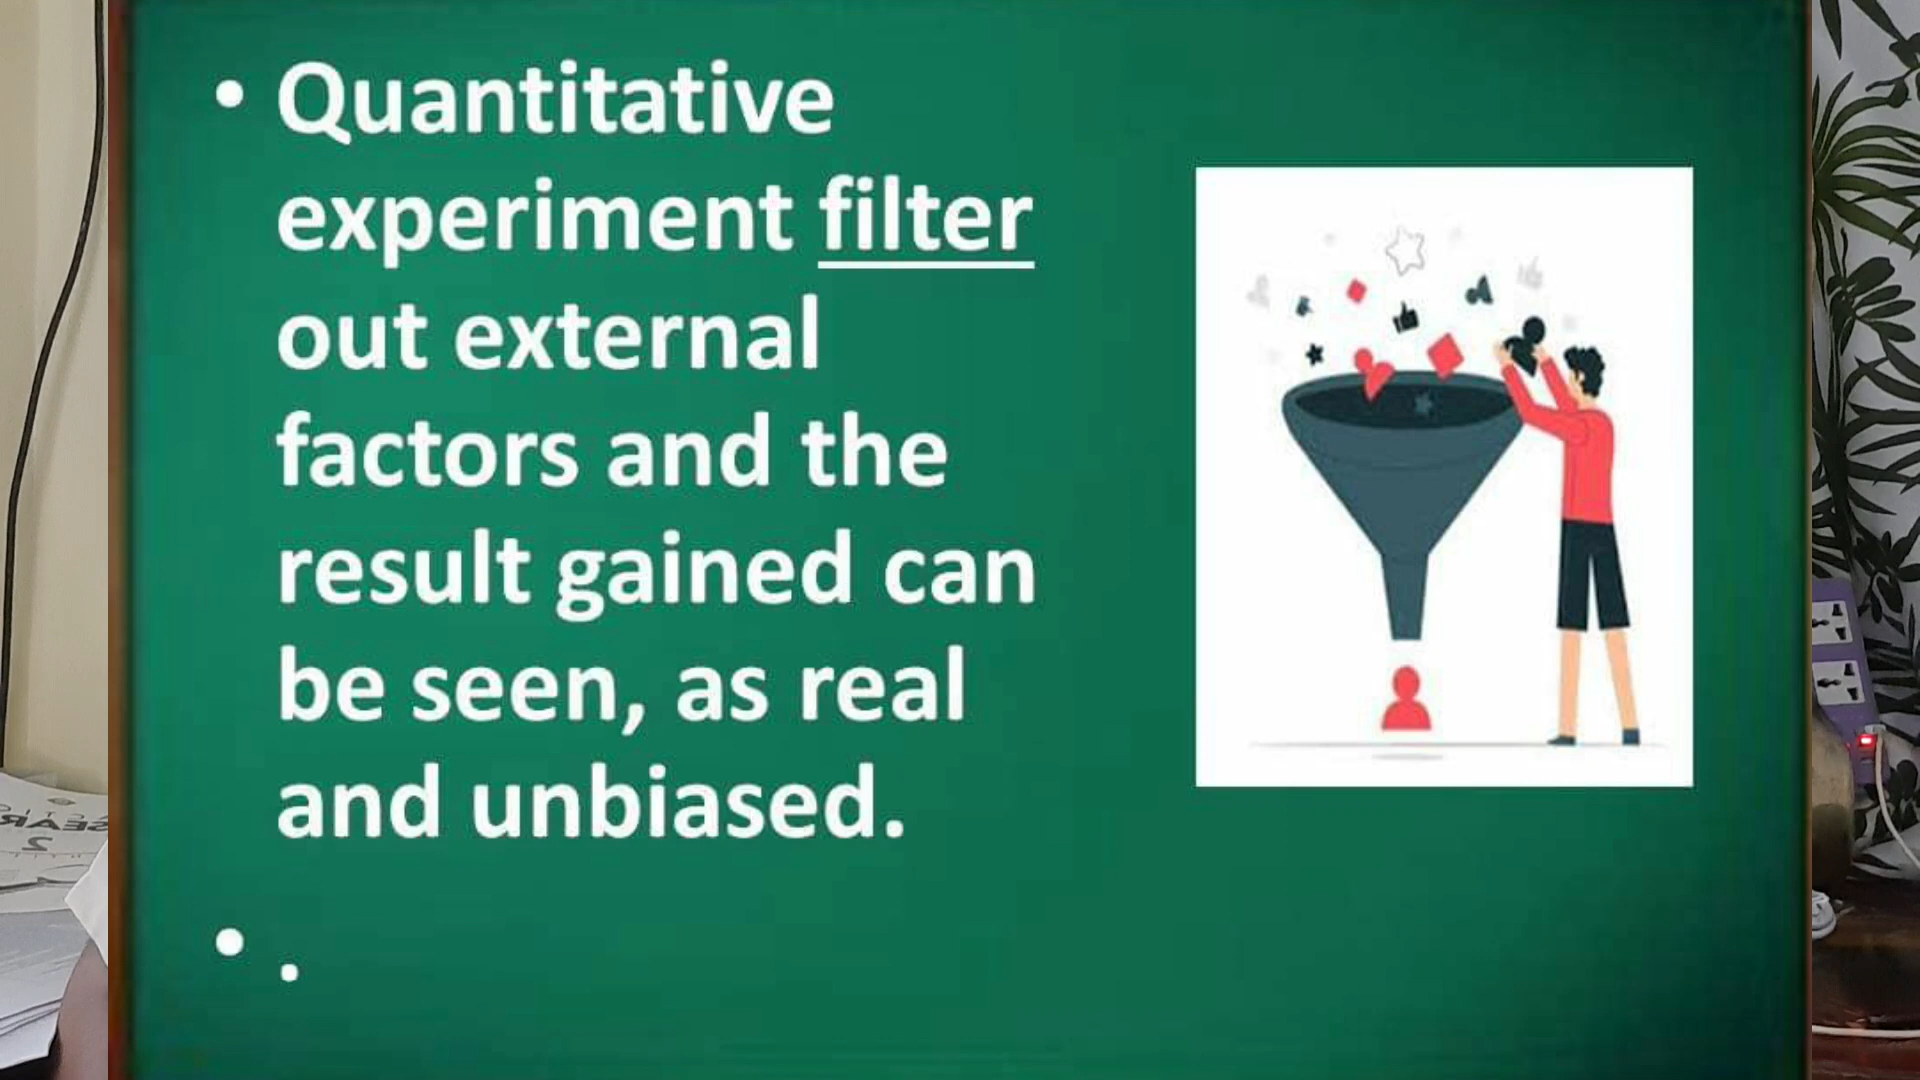 • Quantitative
experiment filter
out external
factors and the
result gained can
be seen, as real
and unbiased.
• .